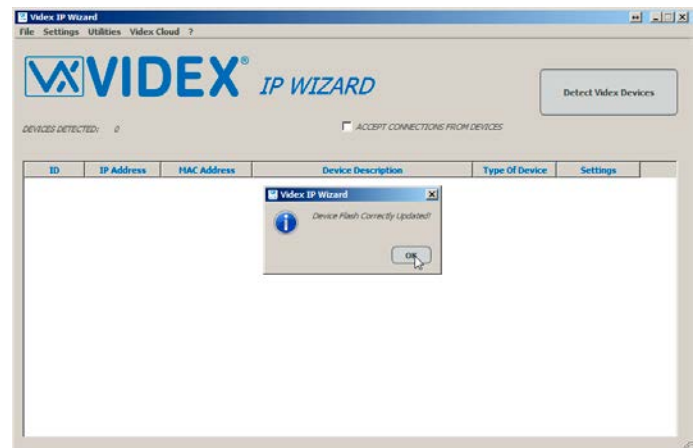 Videx IP Wizard
File Settings Utilities Videx Cloud ?
VIDEX® IP WIZARD
Detect Videx Devices
DEVICES DETECTED: 0
ACCEPT CONNECTIONS FROM DEVICES
ID IP Address MAC Address Device Description Type Of Device Settings
Videx IP Wizard
Device Flash Correctly Updated!
OK